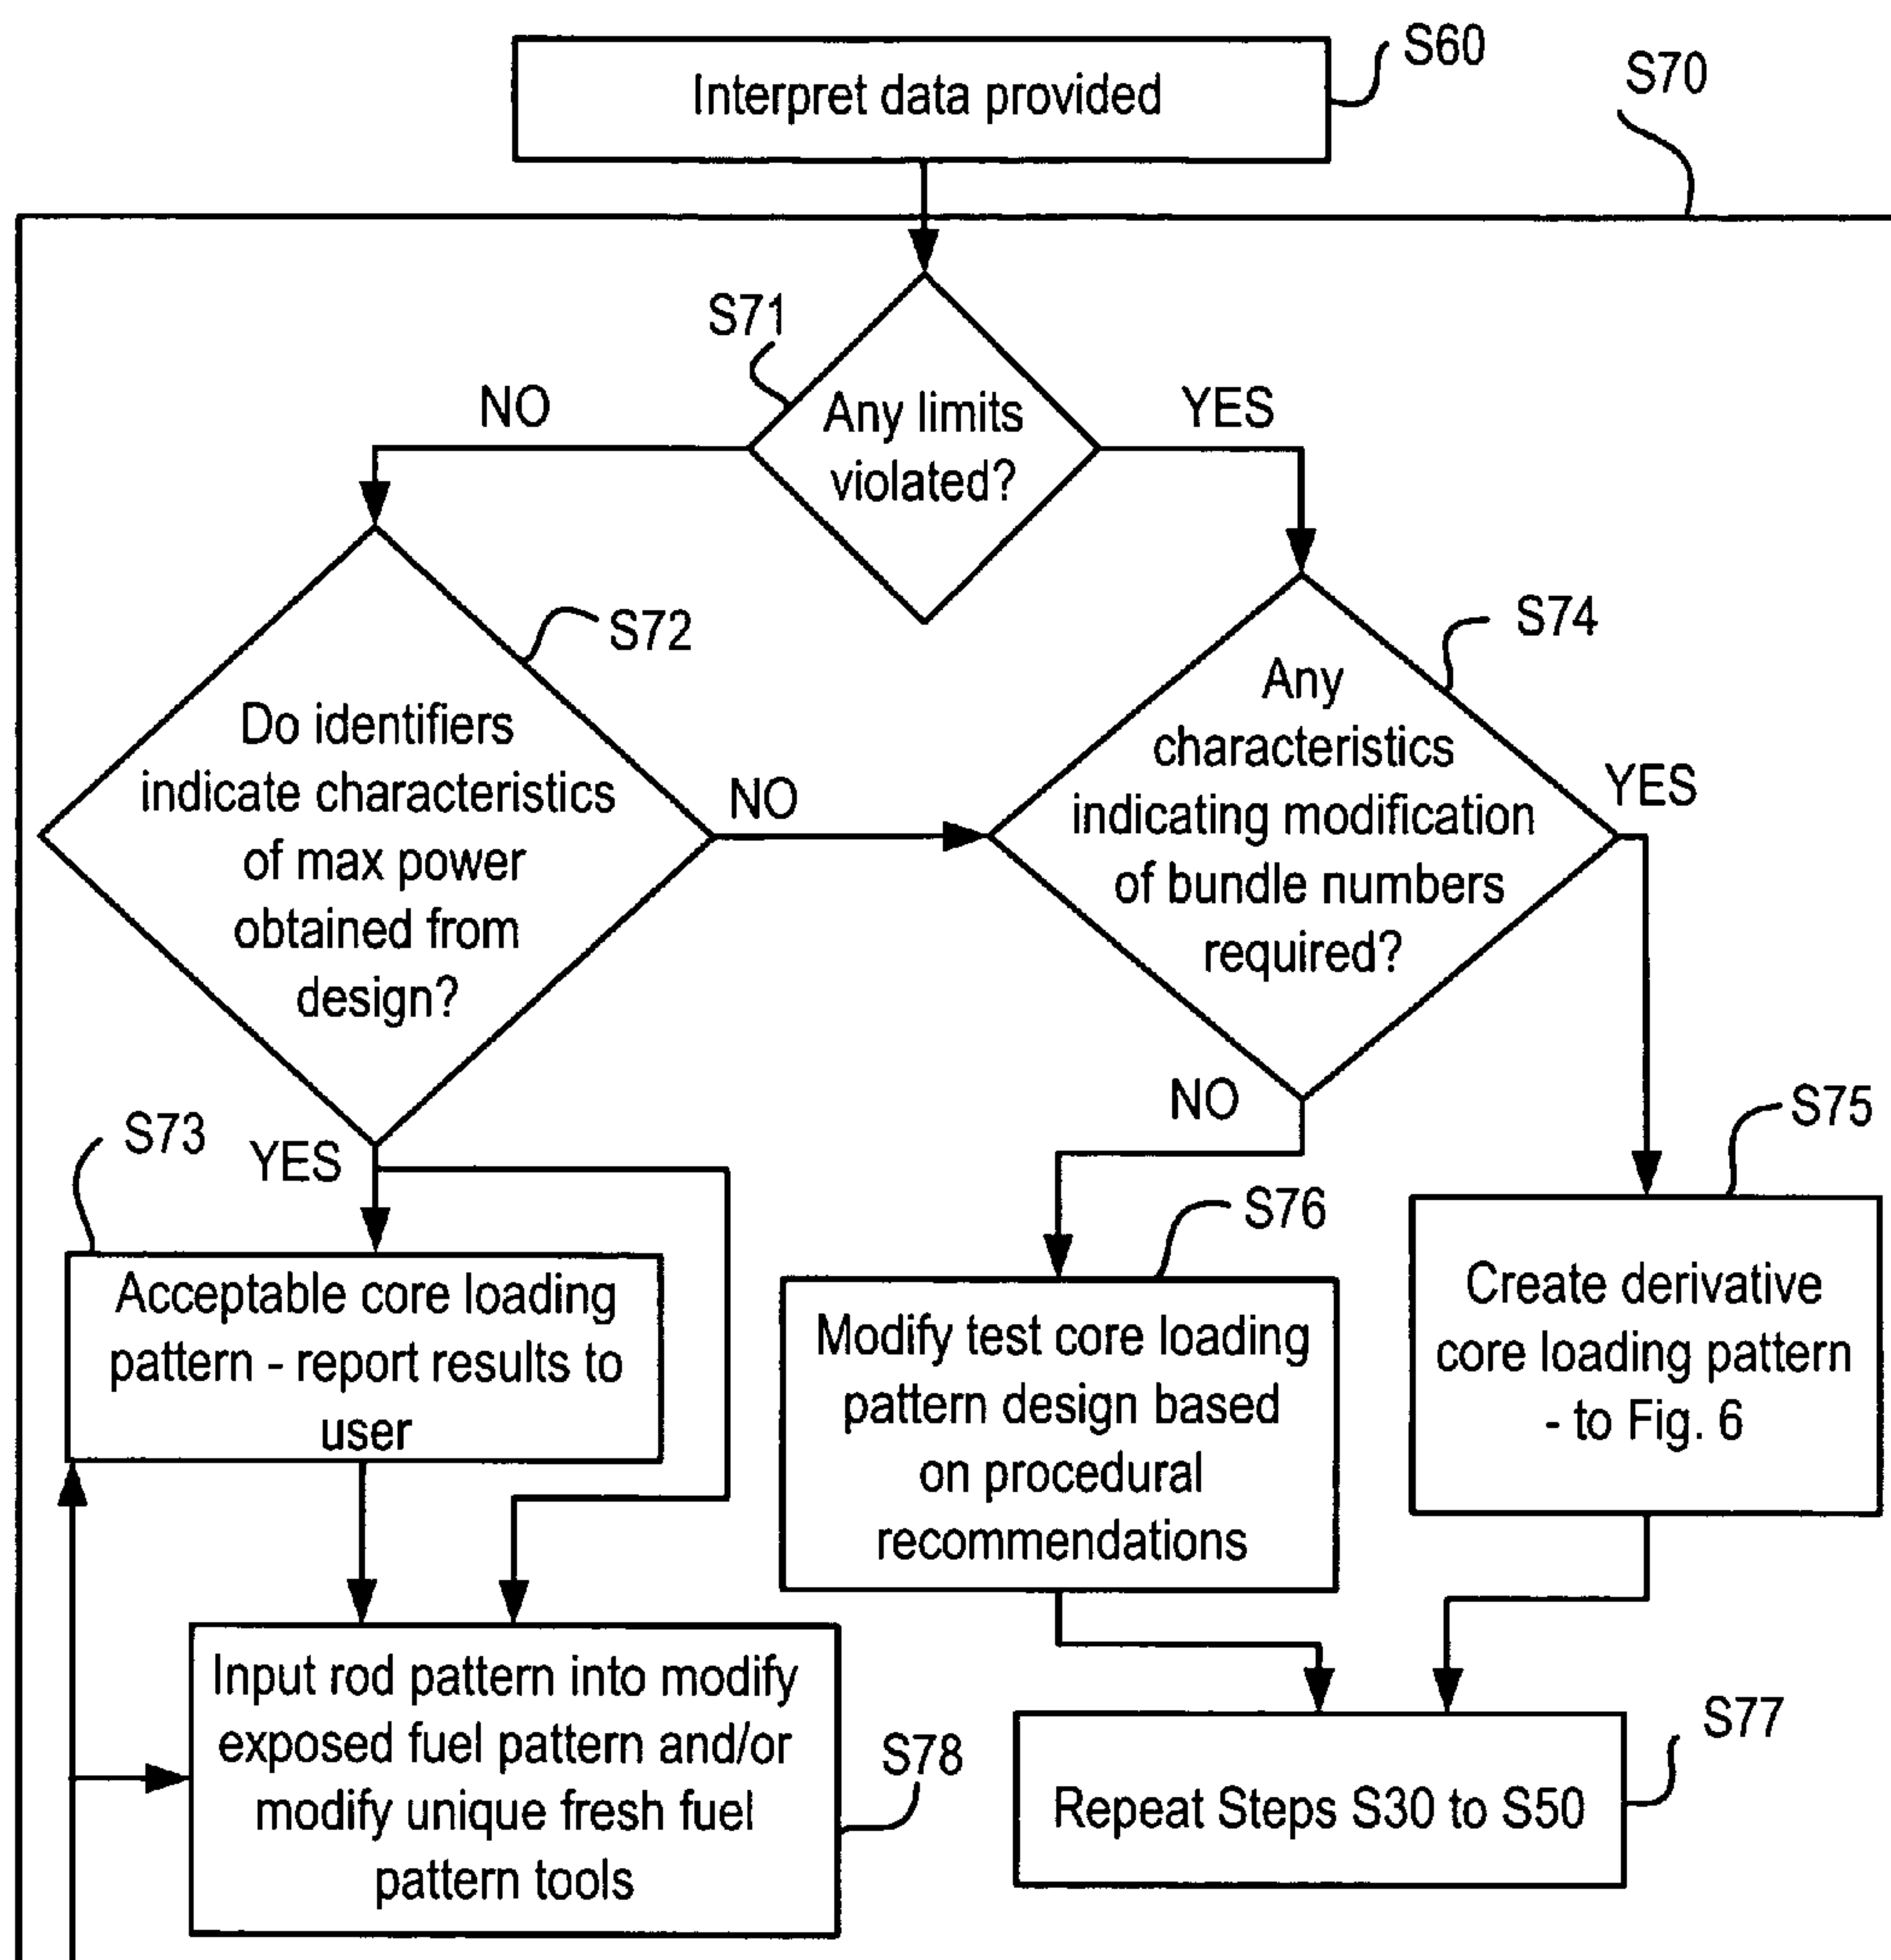 S60
Interpret data provided
S70
S71
NO
Any limits
violated?
YES
S72
Do identifiers
indicate characteristics
of max power
obtained from
design?
NO
S74
Any
characteristics
indicating modification
of bundle numbers
required?
YES
NO
S73
YES
S75
S76
Acceptable core loading
pattern - report results to
user
Modify test core loading
pattern design based
on procedural
recommendations
Create derivative
core loading pattern
- to Fig. 6
Input rod pattern into modify
exposed fuel pattern and/or
modify unique fresh fuel
pattern tools
S78
S77
Repeat Steps S30 to S50